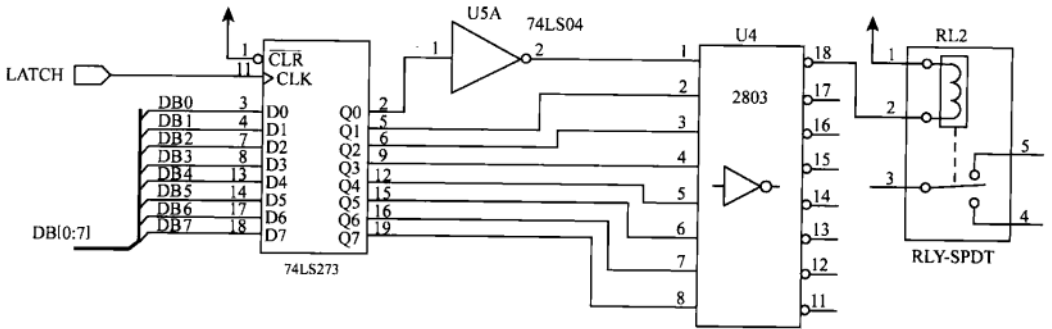 U5A
74LS04
U4
RL2
1
CLR
LATCH
11
CLK
1
2
1
18
1
2803
DB0
3
D0
Q0
2
2
17
DB1
4
D1
Q1
5
2
DB2
7
D2
Q2
6
3
16
DB3
8
D3
Q3
9
4
15
DB4
13
D4
Q4
12
5
14
3
5
DB5
14
D5
Q5
15
DB6
17
D6
Q6
16
6
13
4
DB7
18
D7
Q7
19
DB[0:7]
74LS273
7
12
RLY-SPDT
8
11